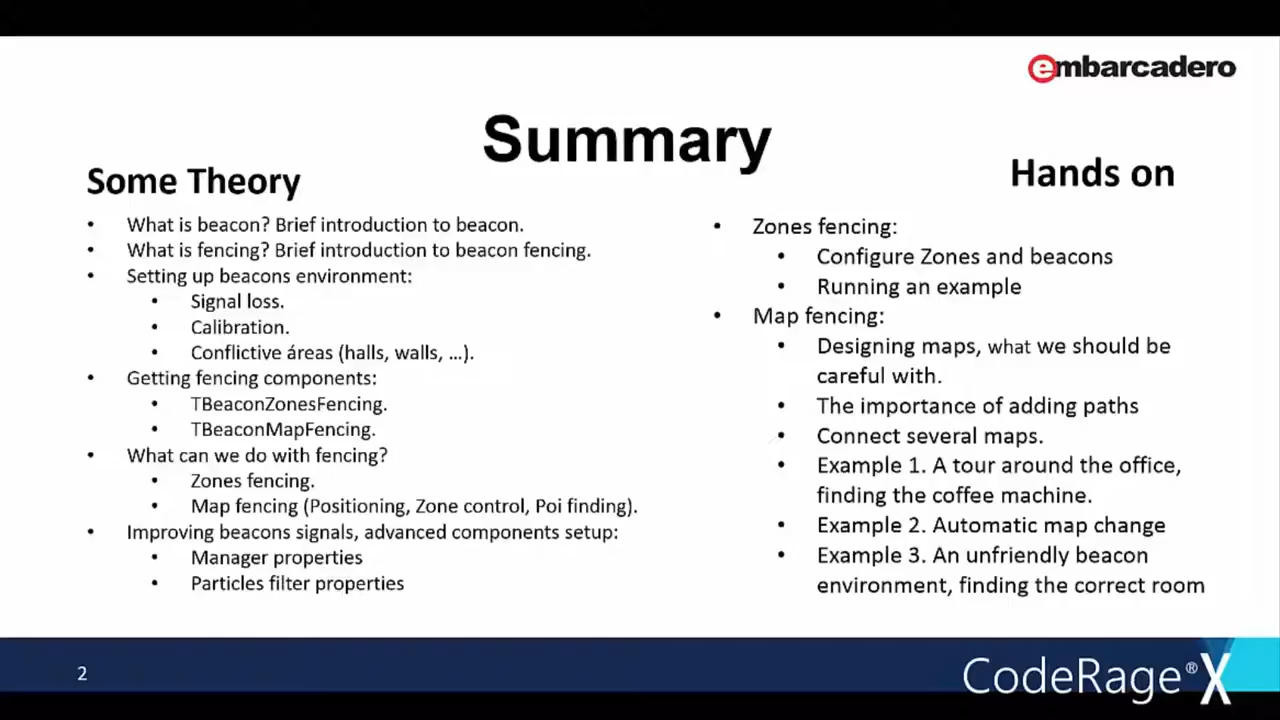 embarcadero
Summary
Some Theory
• What is beacon? Brief introduction to beacon.
• What is fencing? Brief introduction to beacon fencing.
• Setting up beacons environment:
• Signal loss.
• Calibration.
• Conflictive áreas (halls, walls, ...).
• Getting fencing components:
• TBeaconZonesFencing.
• TBeaconMapFencing.
• What can we do with fencing?
• Zones fencing.
• Map fencing (Positioning, Zone control, Poi finding).
• Improving beacons signals, advanced components setup:
• Manager properties
• Particles filter properties
Hands on
• Zones fencing:
• Configure Zones and beacons
• Running an example
• Map fencing:
• Designing maps, what we should be
careful with.
• The importance of adding paths
• Connect several maps.
• Example 1. A tour around the office,
finding the coffee machine.
• Example 2. Automatic map change
• Example 3. An unfriendly beacon
environment, finding the correct room
2
CodeRage® X